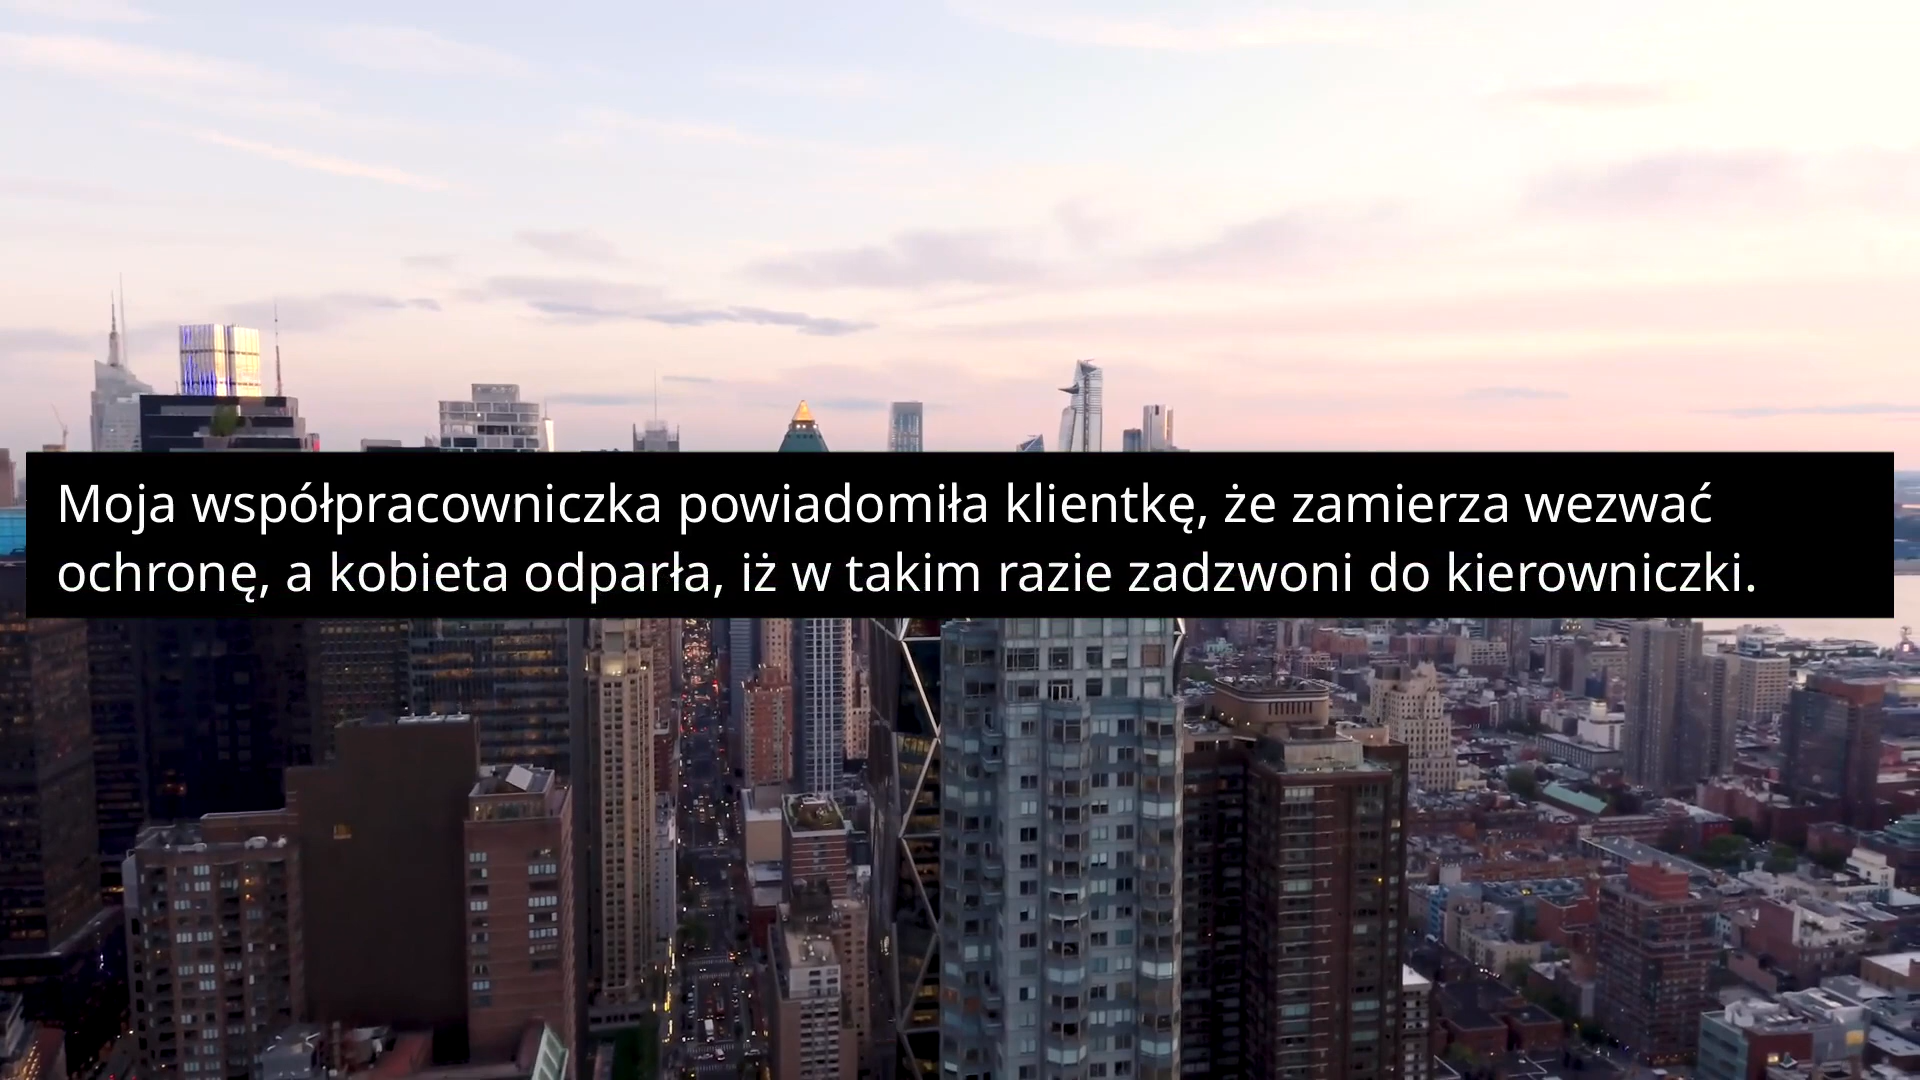 Moja współpracowniczka powiadomiła klientkę, że zamierza wezwać
ochronę, a kobieta odparła, iż w takim razie zadzwoni do kierowniczki.